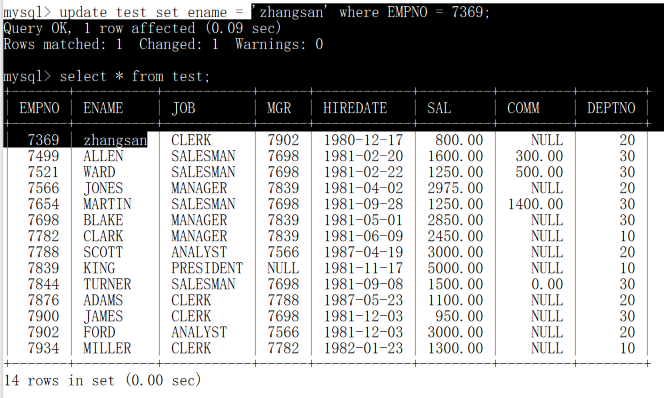 mysql> update test set ename = 'zhangsan' where EMPNO = 7369;
Query OK, 1 row affected (0.09 sec)
Rows matched: 1  Changed: 1  Warnings: 0
mysql> select * from test;
+-------+----------+-----------+------+------------+---------+---------+--------+
| EMPNO | ENAME    | JOB       | MGR  | HIREDATE   | SAL     | COMM    | DEPTNO |
+-------+----------+-----------+------+------------+---------+---------+--------+
|  7369 | zhangsan | CLERK     | 7902 | 1980-12-17 |  800.00 |    NULL |     20 |
|  7499 | ALLEN    | SALESMAN  | 7698 | 1981-02-20 | 1600.00 |  300.00 |     30 |
|  7521 | WARD     | SALESMAN  | 7698 | 1981-02-22 | 1250.00 |  500.00 |     30 |
|  7566 | JONES    | MANAGER   | 7839 | 1981-04-02 | 2975.00 |    NULL |     20 |
|  7654 | MARTIN   | SALESMAN  | 7698 | 1981-09-28 | 1250.00 | 1400.00 |     30 |
|  7698 | BLAKE    | MANAGER   | 7839 | 1981-05-01 | 2850.00 |    NULL |     30 |
|  7782 | CLARK    | MANAGER   | 7839 | 1981-06-09 | 2450.00 |    NULL |     10 |
|  7788 | SCOTT    | ANALYST   | 7566 | 1987-04-19 | 3000.00 |    NULL |     20 |
|  7839 | KING     | PRESIDENT | NULL | 1981-11-17 | 5000.00 |    NULL |     10 |
|  7844 | TURNER   | SALESMAN  | 7698 | 1981-09-08 | 1500.00 |    0.00 |     30 |
|  7876 | ADAMS    | CLERK     | 7788 | 1987-05-23 | 1100.00 |    NULL |     20 |
|  7900 | JAMES    | CLERK     | 7698 | 1981-12-03 |  950.00 |    NULL |     30 |
|  7902 | FORD     | ANALYST   | 7566 | 1981-12-03 | 3000.00 |    NULL |     20 |
|  7934 | MILLER   | CLERK     | 7782 | 1982-01-23 | 1300.00 |    NULL |     10 |
+-------+----------+-----------+------+------------+---------+---------+--------+
14 rows in set (0.00 sec)